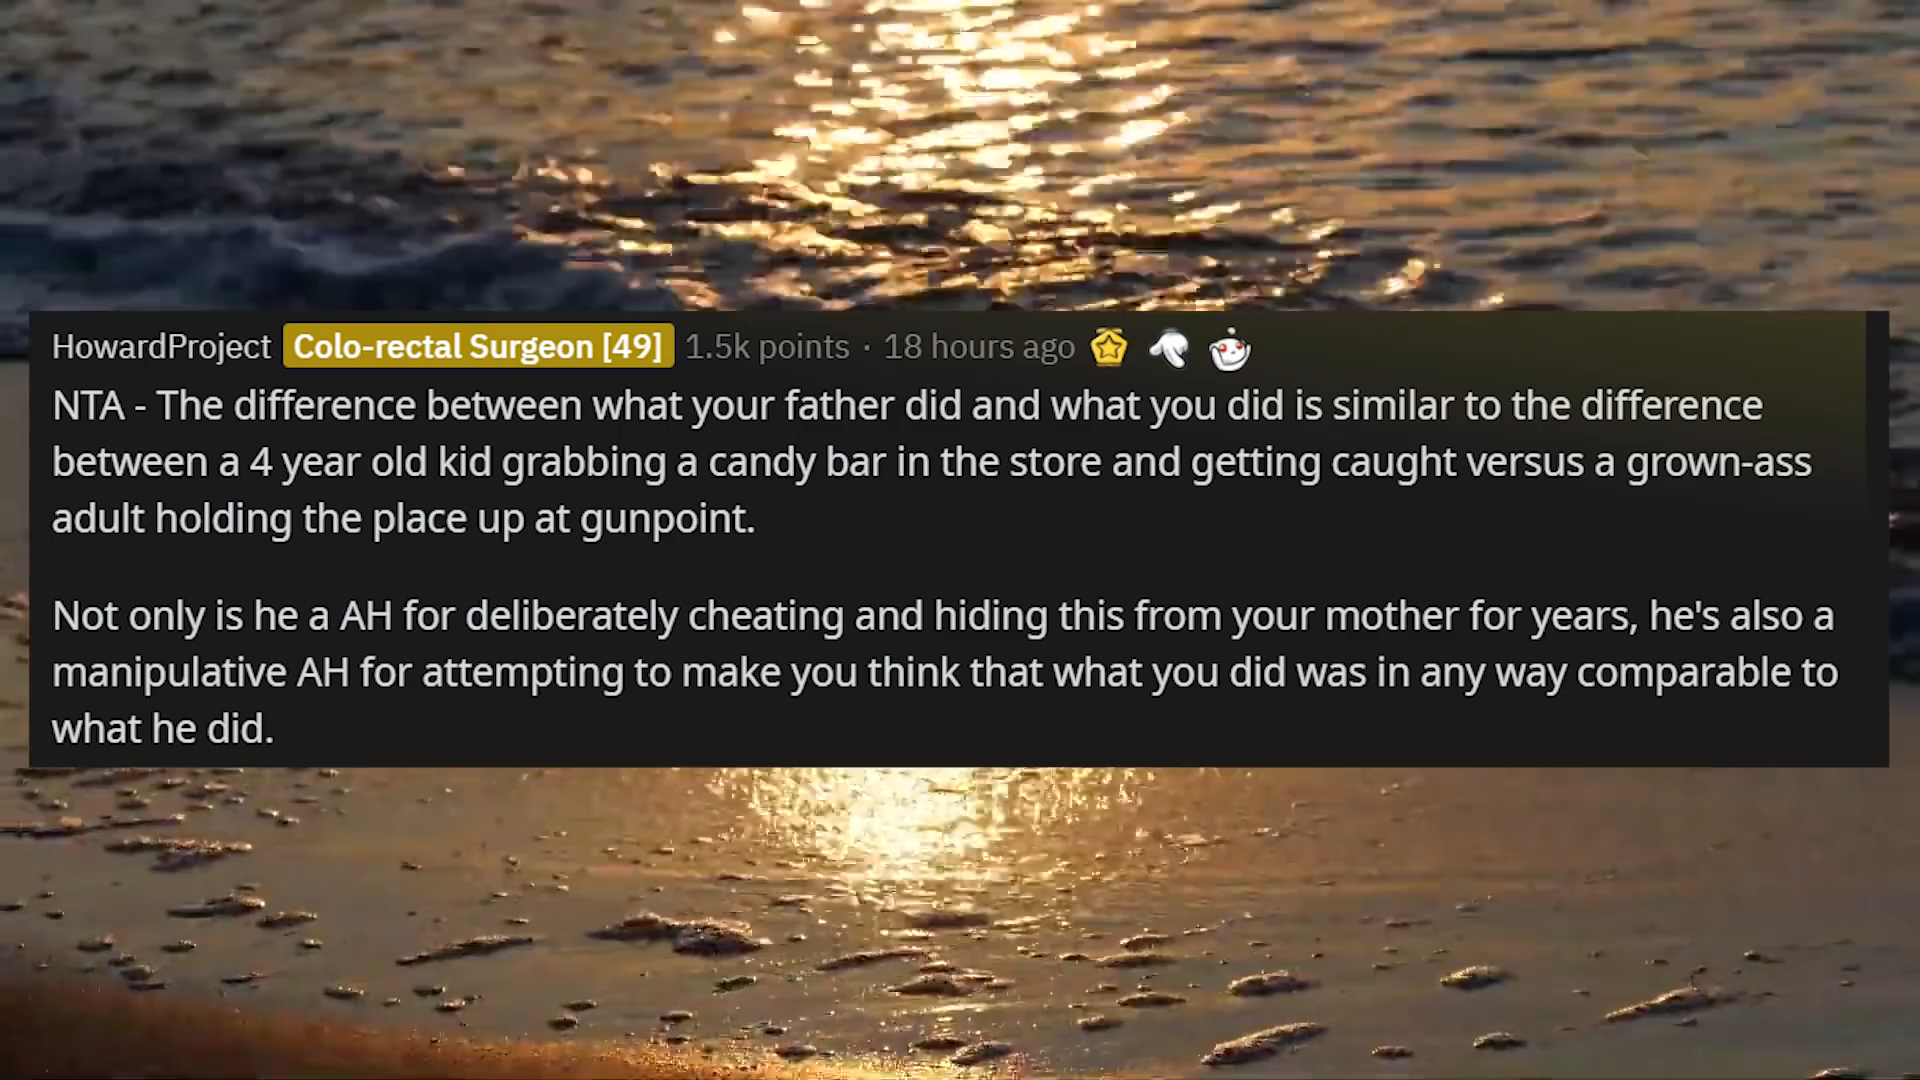 HowardProject Colo-rectal Surgeon [49] 1.5k points · 18 hours ago
NTA - The difference between what your father did and what you did is similar to the difference
between a 4 year old kid grabbing a candy bar in the store and getting caught versus a grown-ass
adult holding the place up at gunpoint.
Not only is he a AH for deliberately cheating and hiding this from your mother for years, he's also a
manipulative AH for attempting to make you think that what you did was in any way comparable to
what he did.